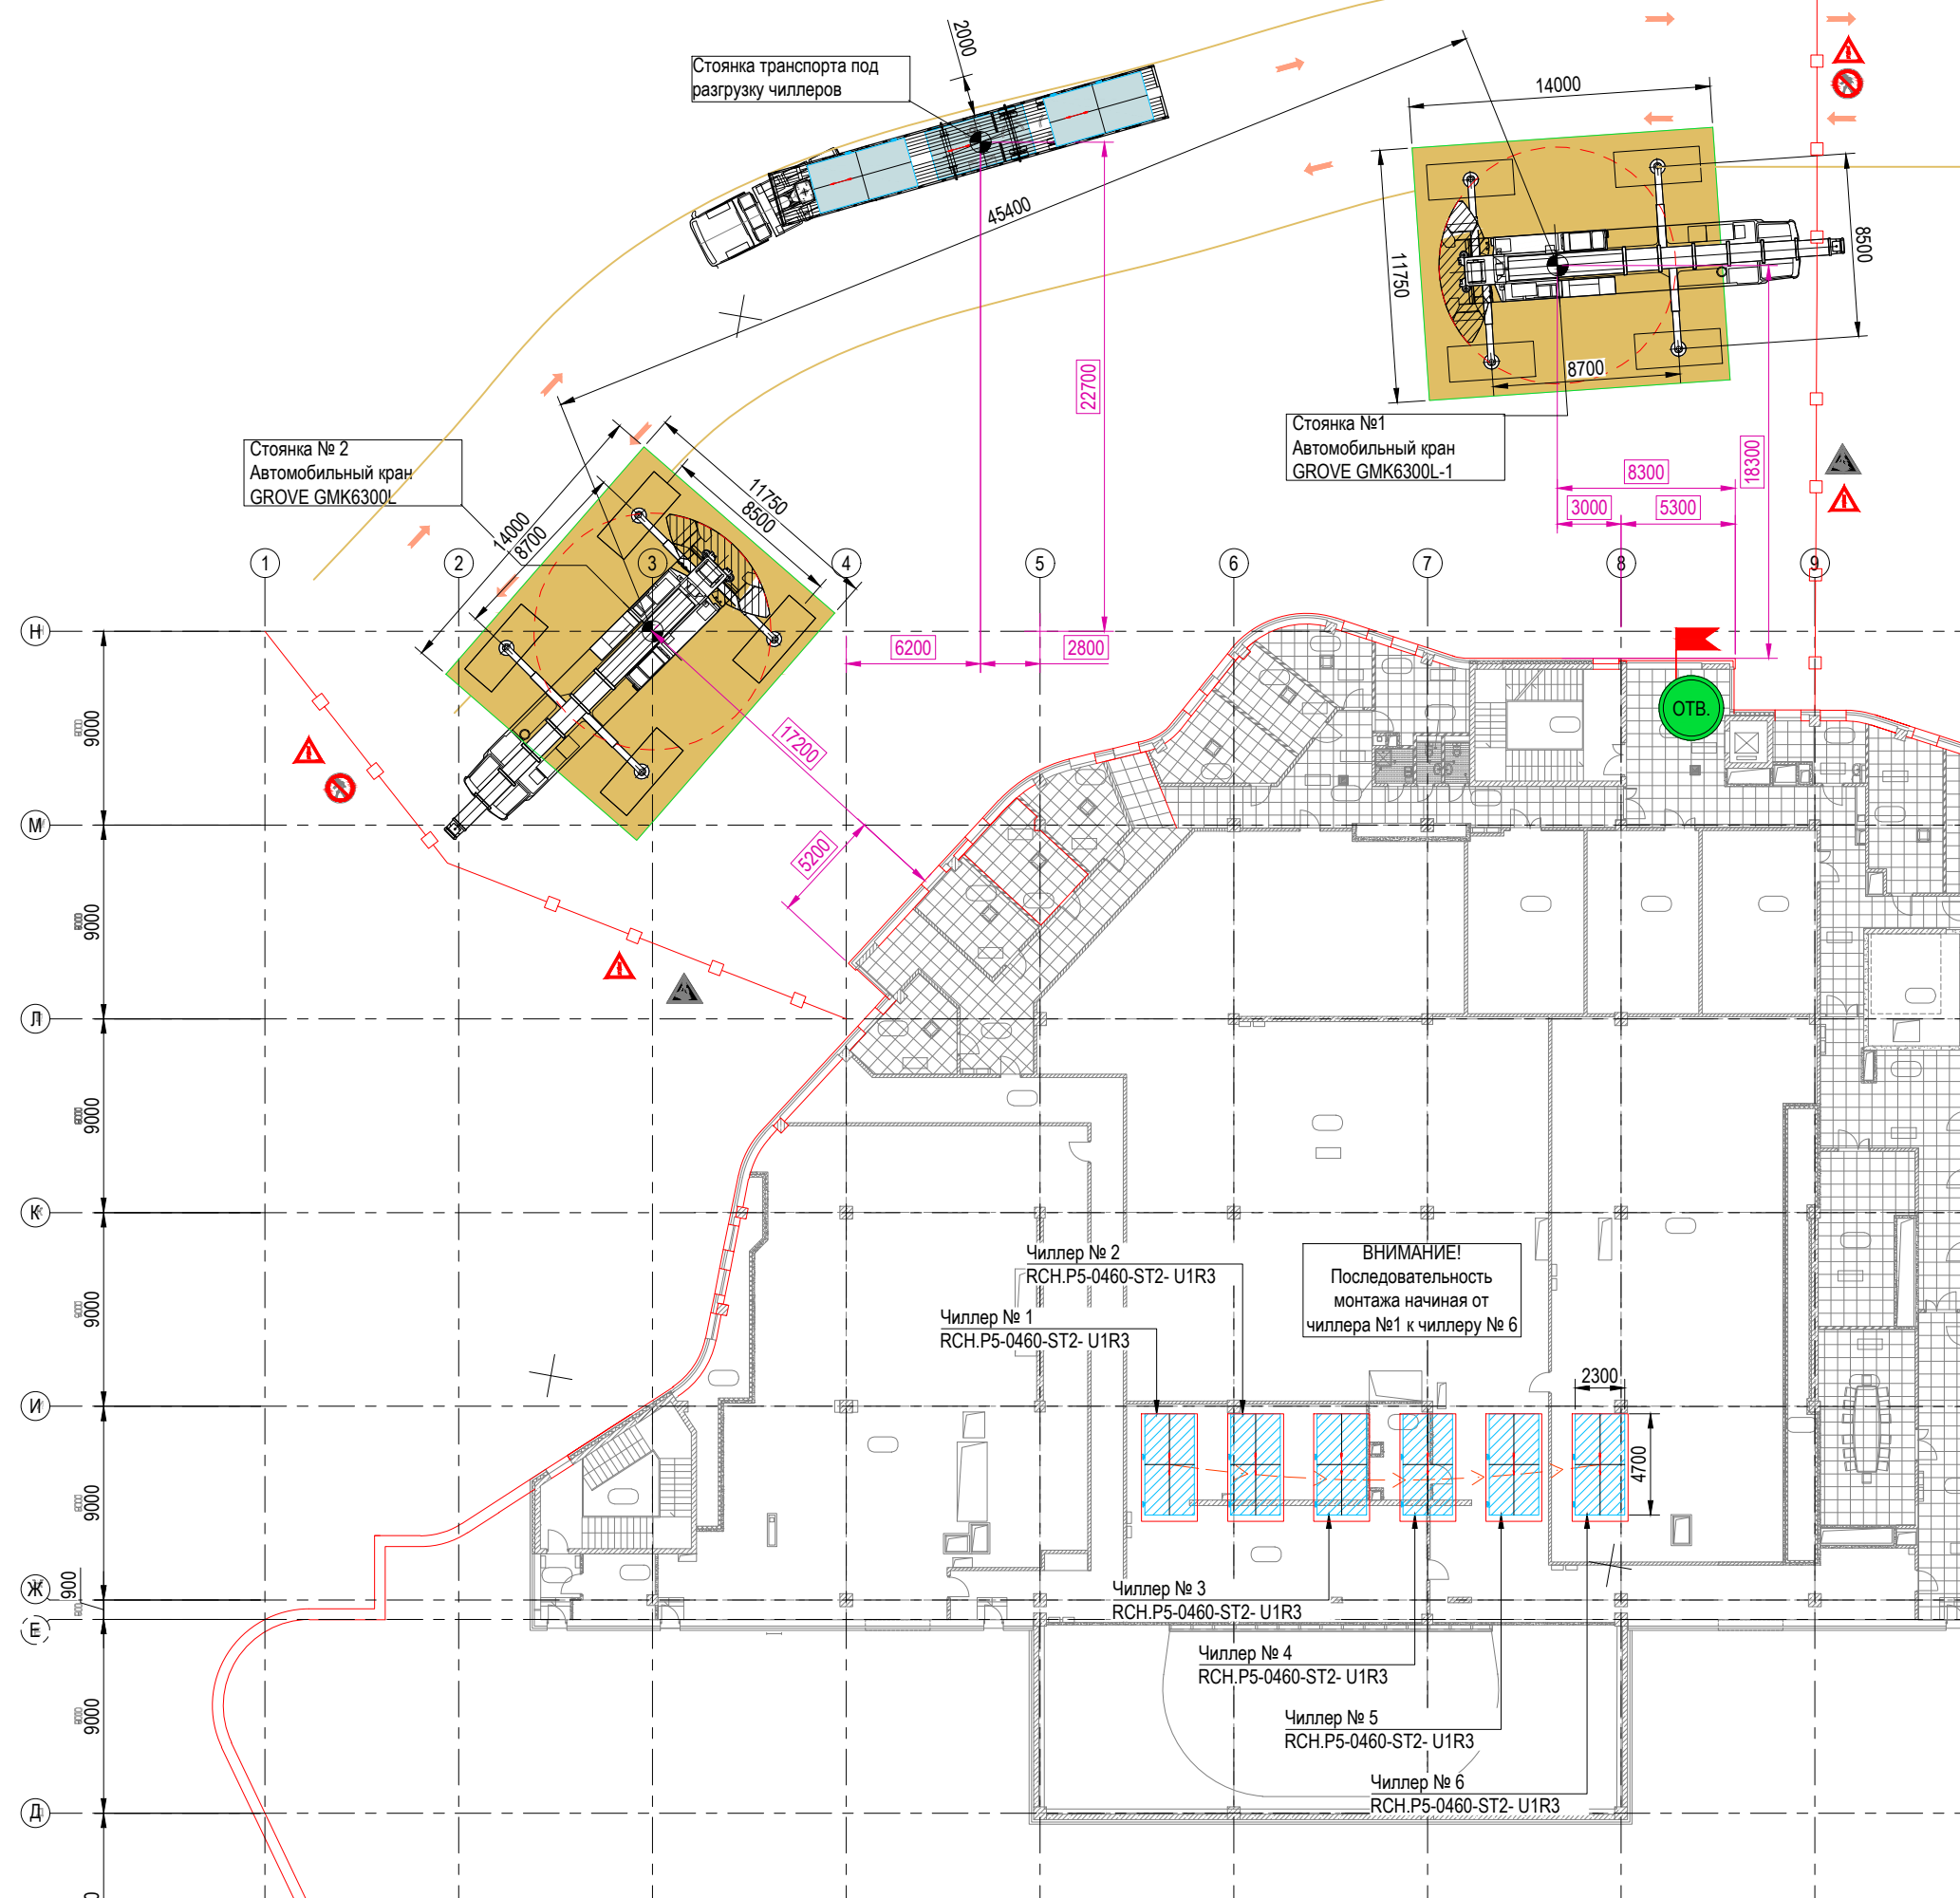 2000
Стоянка транспорта под
разгрузку чиллеров
14000
45400
11750
8500
8700
22700
Стоянка №1
Автомобильный кран
GROVE GMK6300L-1
18300
8300
3000
5300
Стоянка № 2
Автомобильный кран
GROVE GMK6300L
14000
8700
11750
8500
1
2
3
4
5
6
7
8
9
Н
6200
2800
ОТВ.
9000
17200
М
5200
9000
Л
9000
К
9000
Чиллер № 2
RCH.P5-0460-ST2- U1R3
ВНИМАНИЕ!
Последовательность
монтажа начиная от
чиллера №1 к чиллеру № 6
Чиллер № 1
RCH.P5-0460-ST2- U1R3
2300
И
4700
9000
Ж
900
Чиллер № 3
RCH.P5-0460-ST2- U1R3
Е
Чиллер № 4
RCH.P5-0460-ST2- U1R3
9000
Чиллер № 5
RCH.P5-0460-ST2- U1R3
Чиллер № 6
RCH.P5-0460-ST2- U1R3
Д